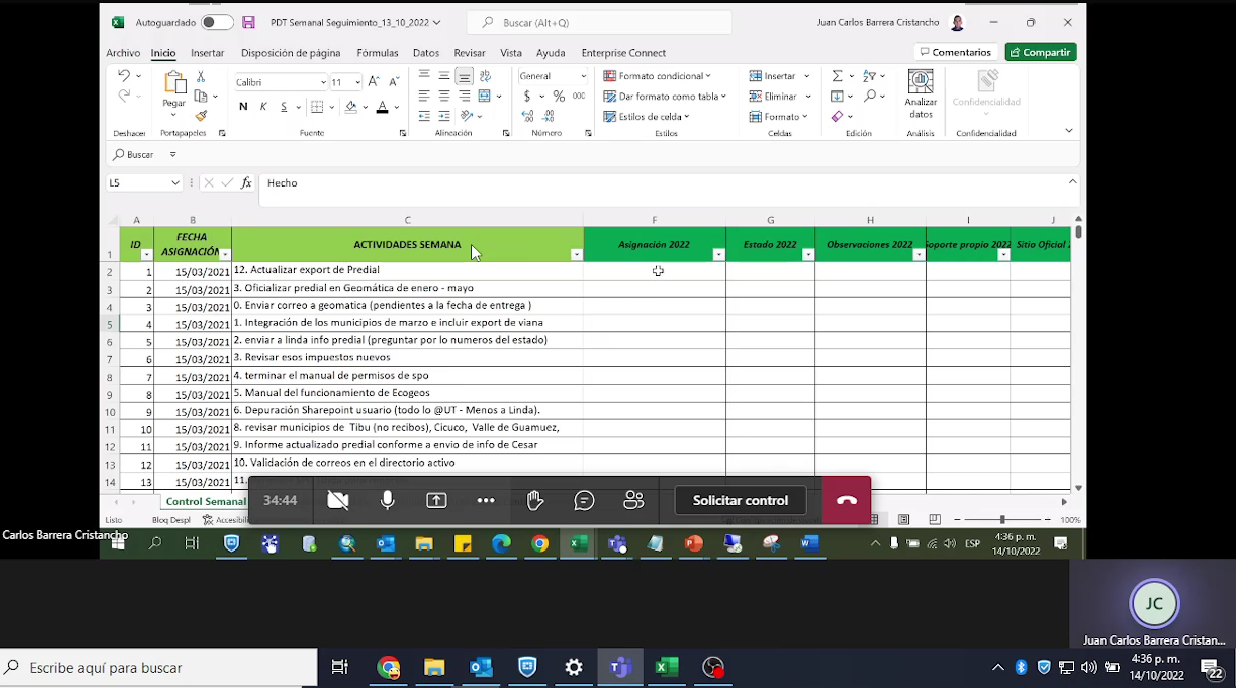 Autoguardado PDT Semanal Seguimiento_13_10_2022 Buscar (Alt+Q) Juan Carlos Barrera Cristancho
Archivo Inicio Insertar Disposición de página Fórmulas Datos Revisar Vista Ayuda Enterprise Connect Comentarios Compartir
Pegar
Calibri 11
N K S
General
$ % 000
Formato condicional
Dar formato como tabla
Estilos de celda
Insertar
Eliminar
Formato
Analizar datos
Confidencialidad
Deshacer Portapapeles Fuente Alineación Número Estilos Celdas Edición Análisis Confidencialidad
Buscar
L5 fx Hecho
A B C F G H I J
1 ID FECHA ASIGNACIÓN ACTIVIDADES SEMANA Asignación 2022 Estado 2022 Observaciones 2022 Soporte propio 2022 Sitio Oficial
2 1 15/03/2021 12. Actualizar export de Predial
3 2 15/03/2021 3. Oficializar predial en Geomática de enero - mayo
4 3 15/03/2021 0. Enviar correo a geomatica (pendientes a la fecha de entrega )
5 4 15/03/2021 1. Integración de los municipios de marzo e incluir export de viana
6 5 15/03/2021 2. enviar a linda info predial (preguntar por lo numeros del estado)
7 6 15/03/2021 3. Revisar esos impuestos nuevos
8 7 15/03/2021 4. terminar el manual de permisos de spo
9 8 15/03/2021 5. Manual del funcionamiento de Ecogeos
10 9 15/03/2021 6. Depuración Sharepoint usuario (todo lo @UT - Menos a Linda).
11 10 15/03/2021 8. revisar municipios de Tibu (no recibos), Cicuco, Valle de Guamuez,
12 11 15/03/2021 9. Informe actualizado predial conforme a envio de info de Cesar
13 12 15/03/2021 10. Validación de correos en el directorio activo
14 13 15/03/2021 11.
Control Semanal
34:44 Solicitar control
Listo Bloq Despl 100%
Carlos Barrera Cristancho
ESP 4:36 p. m.
14/10/2022
JC
Juan Carlos Barrera Cristan...
Escribe aquí para buscar
4:36 p. m.
14/10/2022
22